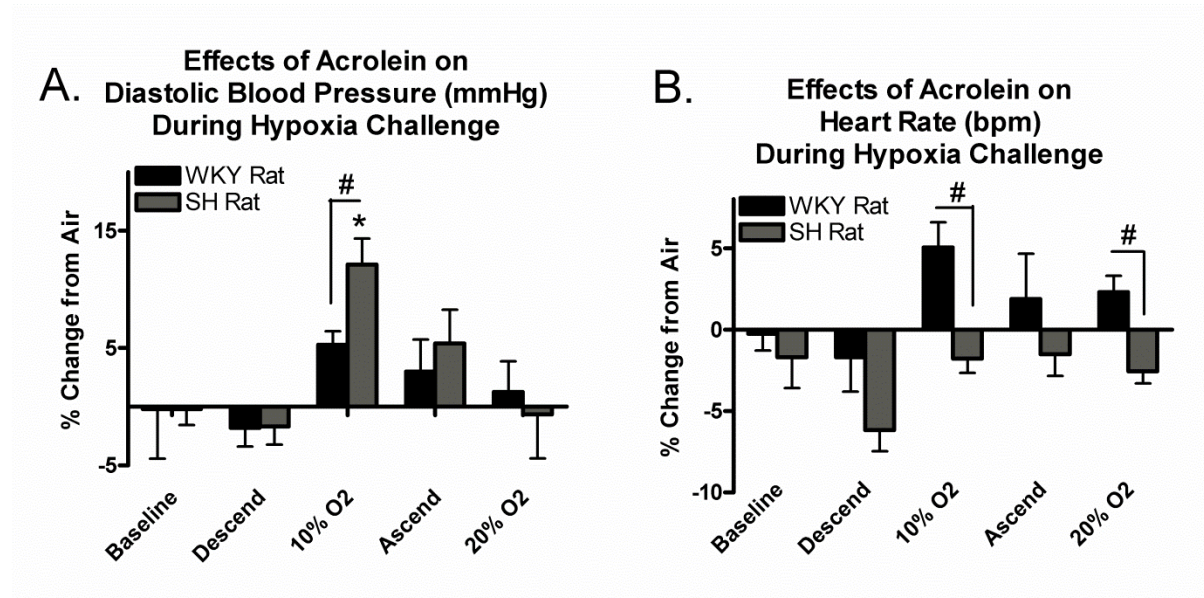 A.
Effects of Acrolein on
Diastolic Blood Pressure (mmHg)
During Hypoxia Challenge
WKY Rat
SH Rat
#
*
15
5
-5
% Change from Air
Baseline
Descend
10% O2
Ascend
20% O2
B.
Effects of Acrolein on
Heart Rate (bpm)
During Hypoxia Challenge
WKY Rat
SH Rat
#
#
5
0
-5
-10
% Change from Air
Baseline
Descend
10% O2
Ascend
20% O2